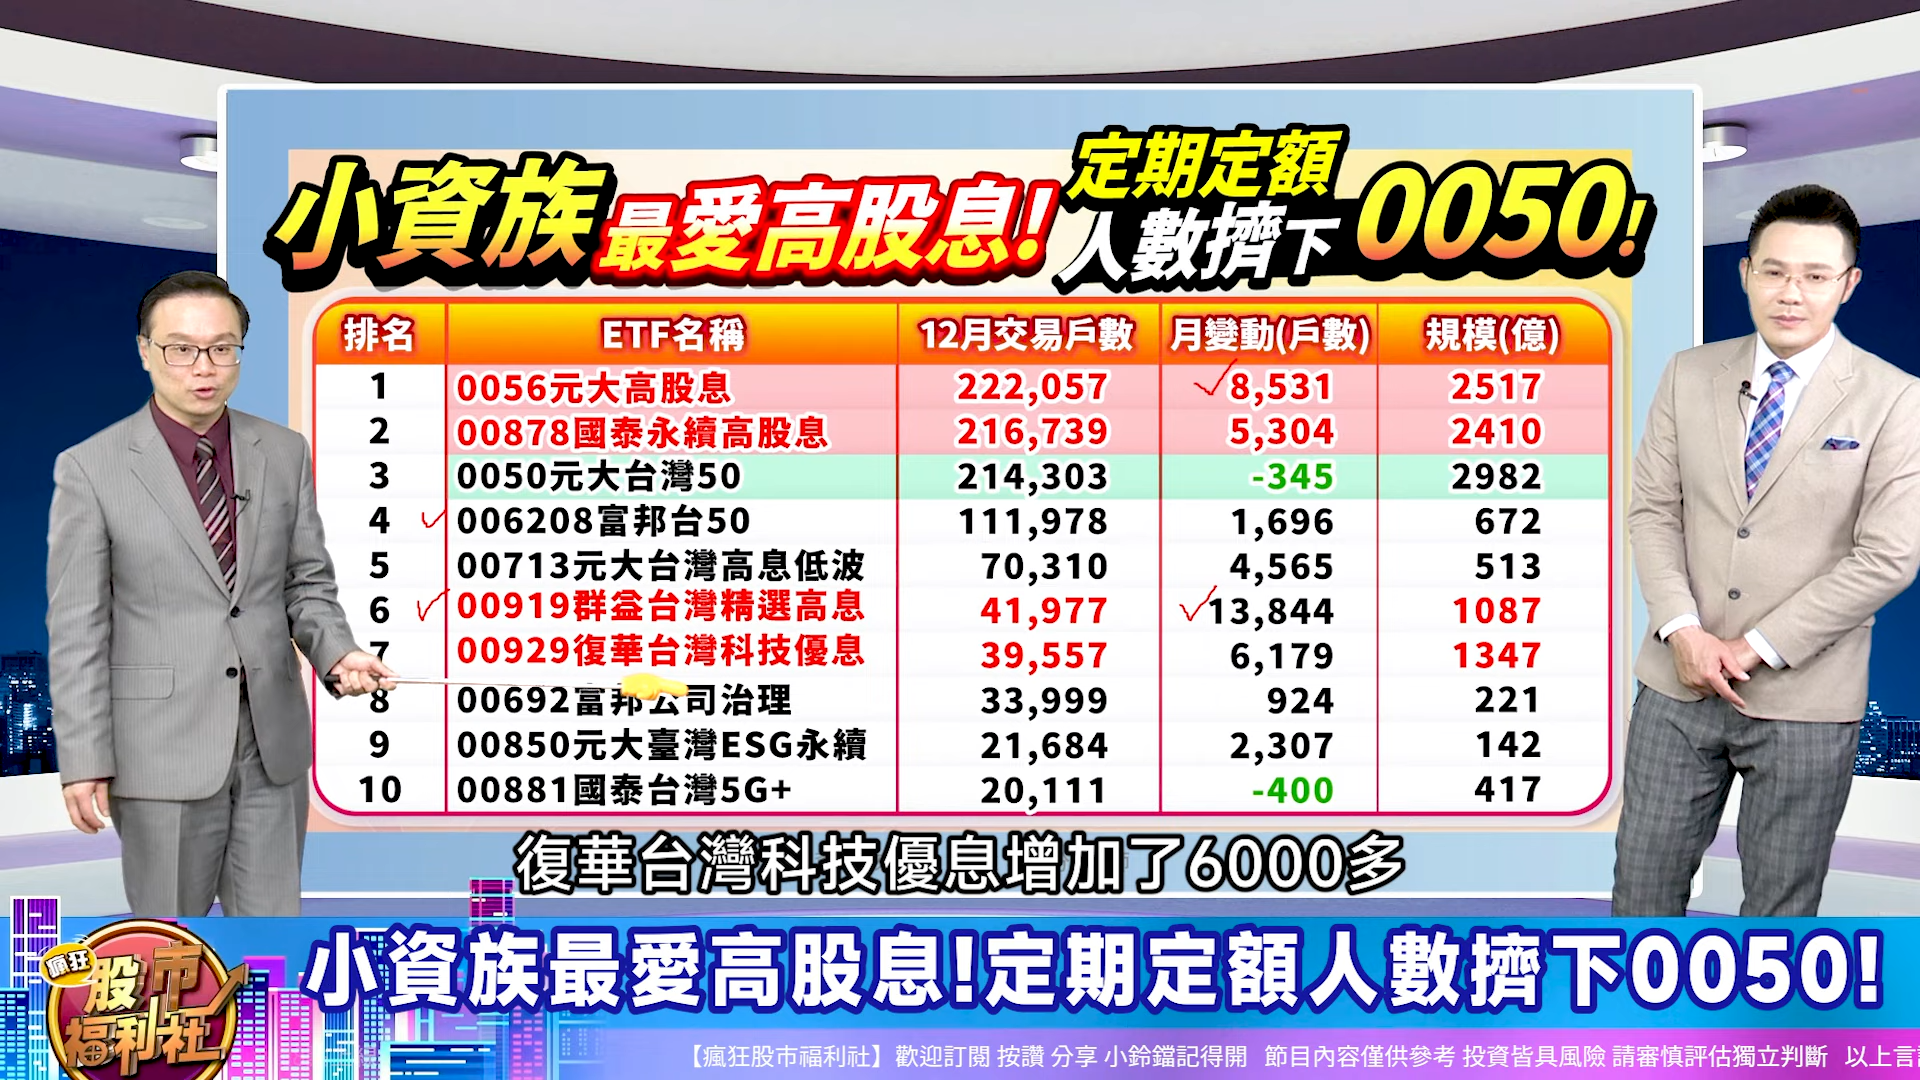 小資族最愛高股息!定期定額人數擠下0050!
排名 ETF名稱 12月交易戶數 月變動(戶數) 規模(億)
1 0056元大高股息 222,057 8,531 2517
2 00878國泰永續高股息 216,739 5,304 2410
3 0050元大台灣50 214,303 -345 2982
4 006208富邦台50 111,978 1,696 672
5 00713元大台灣高息低波 70,310 4,565 513
6 00919群益台灣精選高息 41,977 13,844 1087
7 00929復華台灣科技優息 39,557 6,179 1347
8 00692富邦公司治理 33,999 924 221
9 00850元大臺灣ESG永續 21,684 2,307 142
10 00881國泰台灣5G+ 20,111 -400 417
復華台灣科技優息增加了6000多
小資族最愛高股息!定期定額人數擠下0050!
瘋狂股市福利社
【瘋狂股市福利社】歡迎訂閱 按讚 分享 小鈴鐺記得開 節目內容僅供參考 投資皆具風險 請審慎評估獨立判斷 以上言